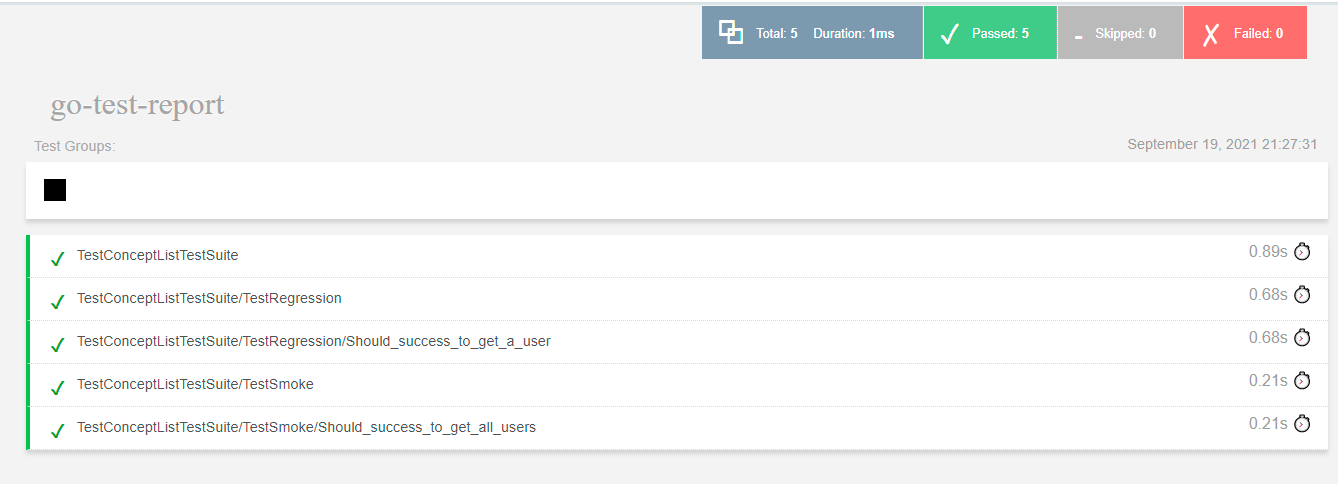 Total: 5 Duration: 1ms Passed: 5 - Skipped: 0 Failed: 0
go-test-report
Test Groups: September 19, 2021 21:27:31
TestConceptListTestSuite 0.89s
TestConceptListTestSuite/TestRegression 0.68s
TestConceptListTestSuite/TestRegression/Should_success_to_get_a_user 0.68s
TestConceptListTestSuite/TestSmoke 0.21s
TestConceptListTestSuite/TestSmoke/Should_success_to_get_all_users 0.21s